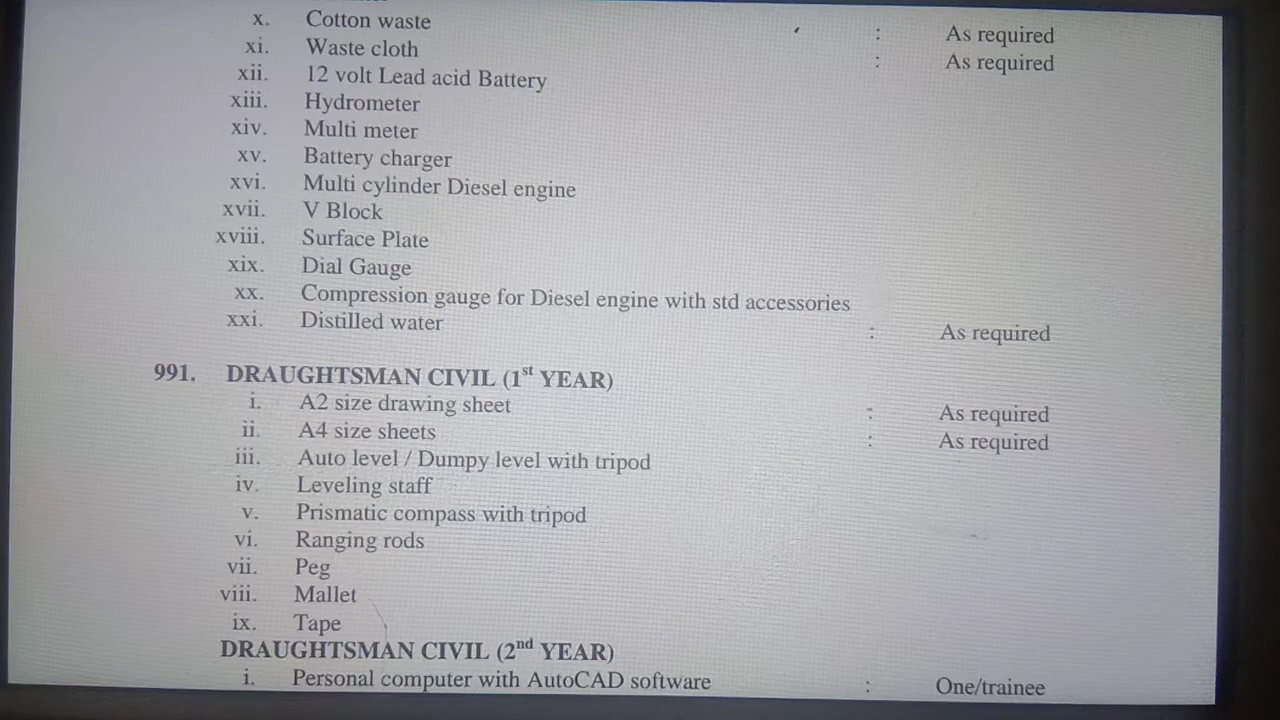 x. Cotton waste : As required
xi. Waste cloth : As required
xii. 12 volt Lead acid Battery
xiii. Hydrometer
xiv. Multi meter
xv. Battery charger
xvi. Multi cylinder Diesel engine
xvii. V Block
xviii. Surface Plate
xix. Dial Gauge
xx. Compression gauge for Diesel engine with std accessories
xxi. Distilled water : As required
991. DRAUGHTSMAN CIVIL (1st YEAR)
i. A2 size drawing sheet : As required
ii. A4 size sheets : As required
iii. Auto level / Dumpy level with tripod
iv. Leveling staff
v. Prismatic compass with tripod
vi. Ranging rods
vii. Peg
viii. Mallet
ix. Tape
DRAUGHTSMAN CIVIL (2nd YEAR)
i. Personal computer with AutoCAD software : One/trainee